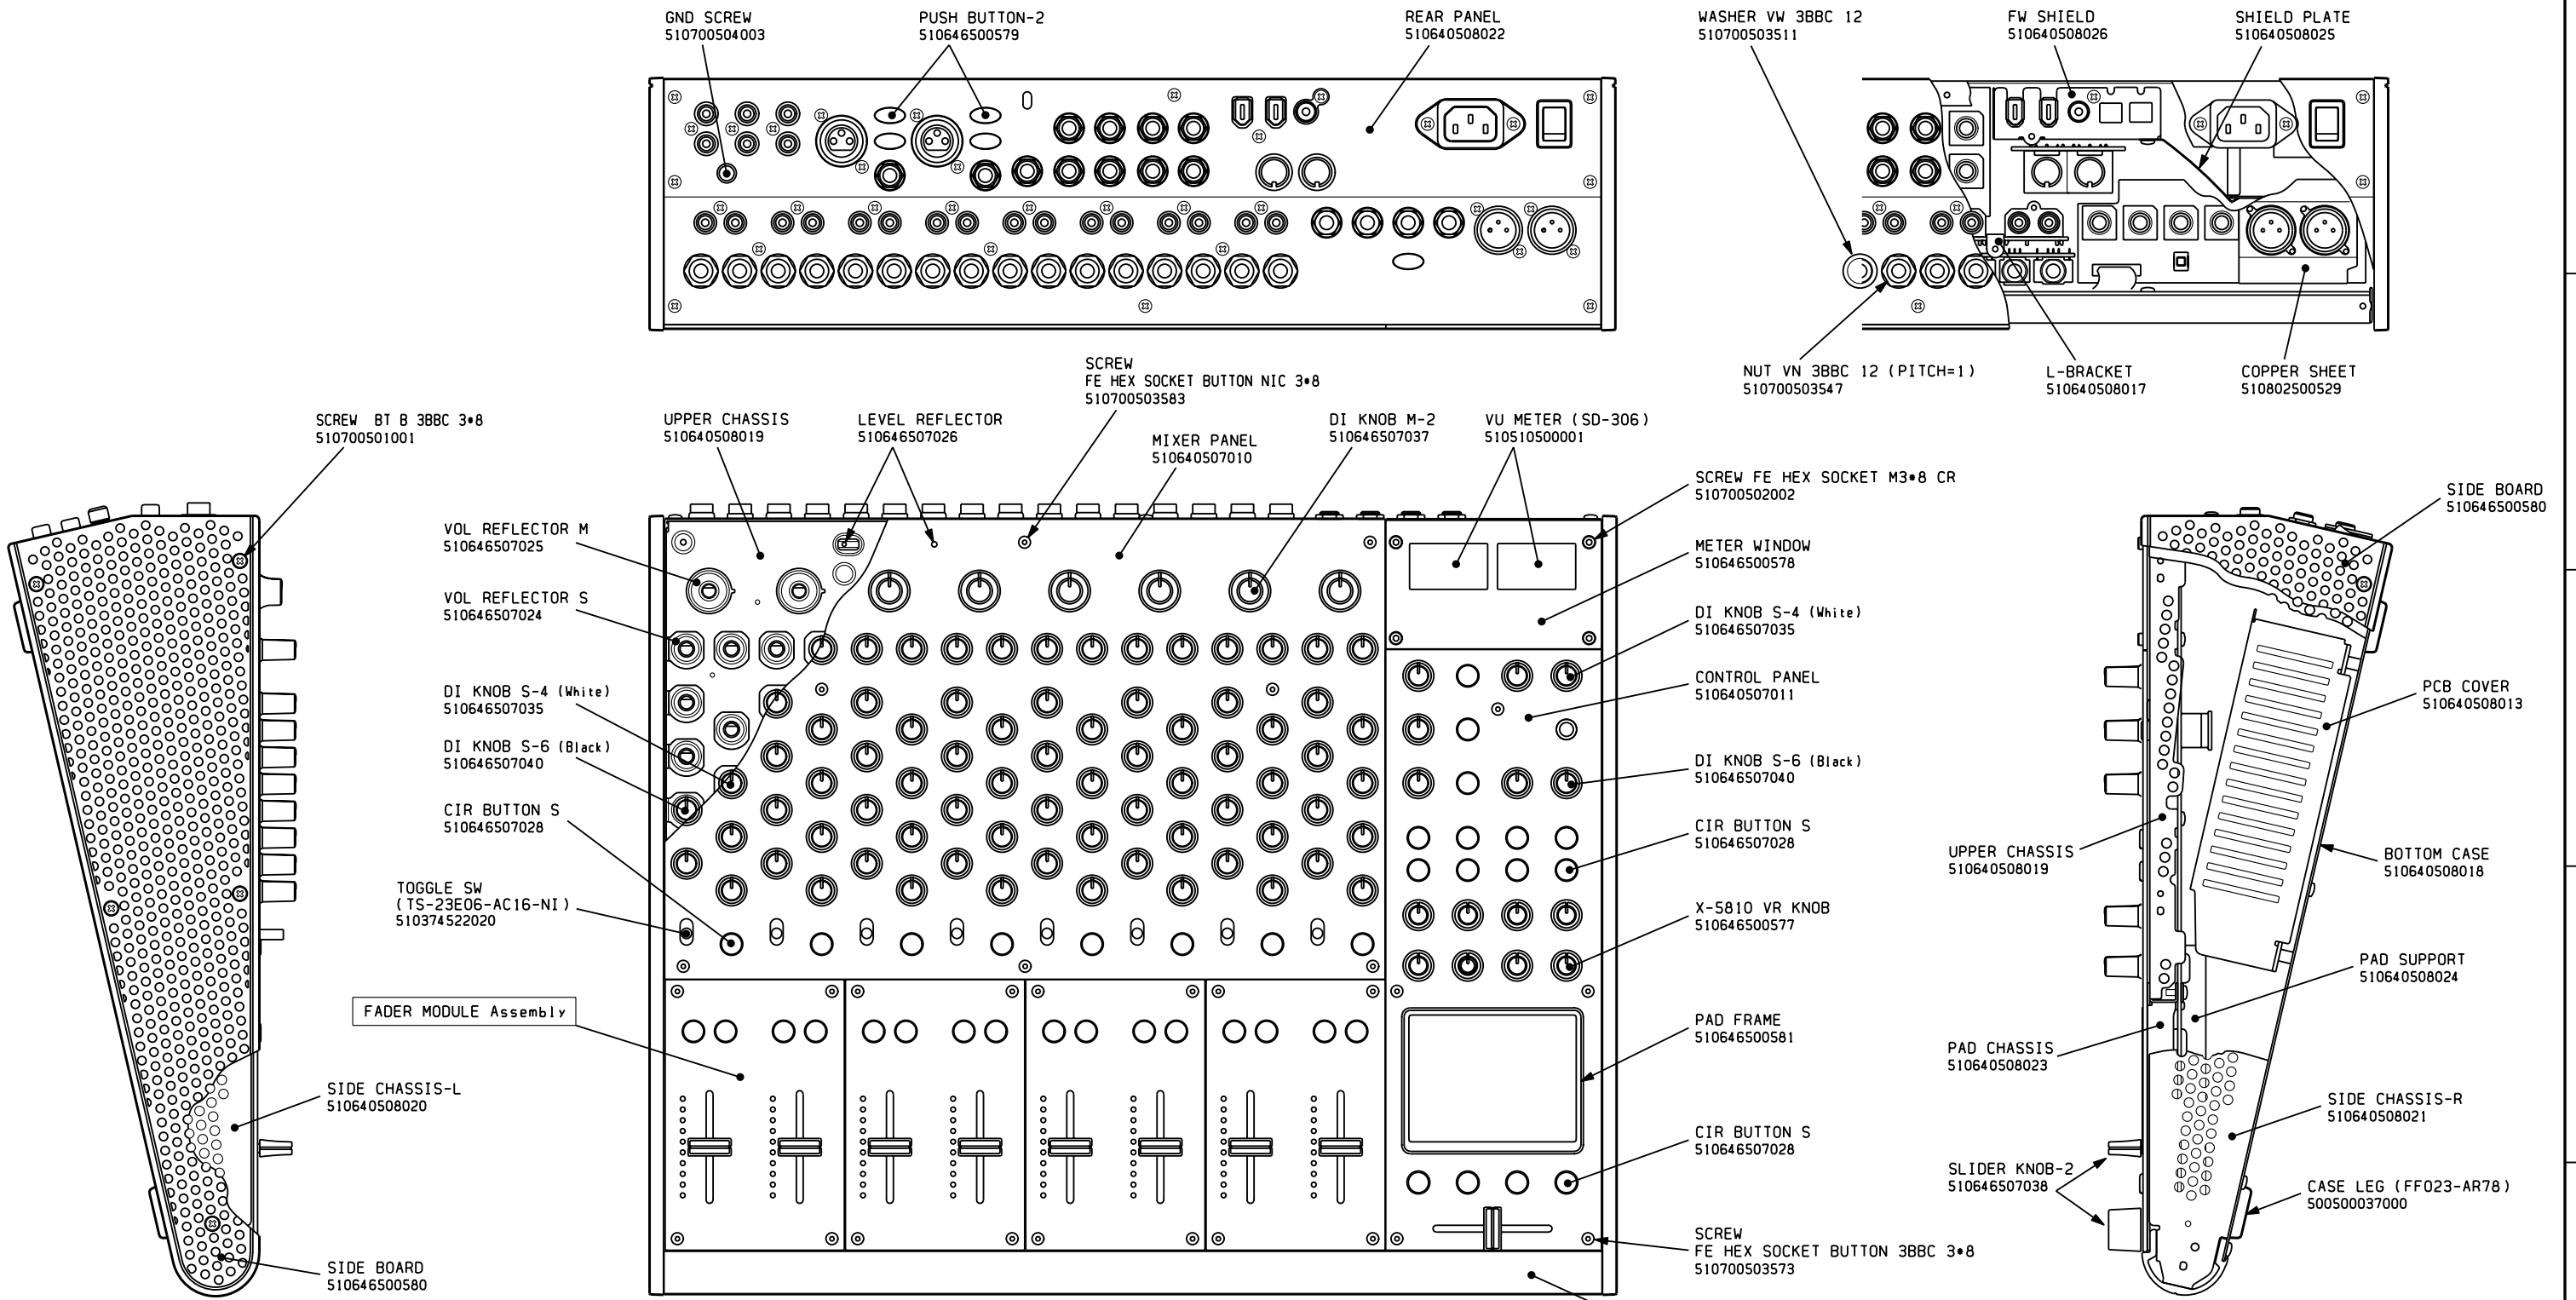 GND SCREW
510700504003
PUSH BUTTON-2
510646500579
REAR PANEL
510640508022
WASHER VW 3BBC 12
510700503511
FW SHIELD
510640508026
SHIELD PLATE
510640508025
NUT VN 3BBC 12 (PITCH=1)
510700503547
L-BRACKET
510640508017
COPPER SHEET
510802500529
SCREW BT B 3BBC 3*8
510700501001
UPPER CHASSIS
510640508019
LEVEL REFLECTOR
510646507026
SCREW
FE HEX SOCKET BUTTON NIC 3*8
510700503583
MIXER PANEL
510640507010
DI KNOB M-2
510646507037
VU METER (SD-306)
510510500001
SCREW FE HEX SOCKET M3*8 CR
510700502002
METER WINDOW
510646500578
DI KNOB S-4 (White)
510646507035
CONTROL PANEL
510640507011
DI KNOB S-6 (Black)
510646507040
CIR BUTTON S
510646507028
X-5810 VR KNOB
510646500577
PAD FRAME
510646500581
CIR BUTTON S
510646507028
SCREW
FE HEX SOCKET BUTTON 3BBC 3*8
510700503573
VOL REFLECTOR M
510646507025
VOL REFLECTOR S
510646507024
DI KNOB S-4 (White)
510646507035
DI KNOB S-6 (Black)
510646507040
CIR BUTTON S
510646507028
TOGGLE SW
(TS-23E06-AC16-NI)
510374522020
FADER MODULE Assembly
SIDE CHASSIS-L
510640508020
SIDE BOARD
510646500580
SIDE BOARD
510646500580
PCB COVER
510640508013
UPPER CHASSIS
510640508019
BOTTOM CASE
510640508018
PAD SUPPORT
510640508024
PAD CHASSIS
510640508023
SIDE CHASSIS-R
510640508021
SLIDER KNOB-2
510646507038
CASE LEG (FF023-AR78)
500500037000